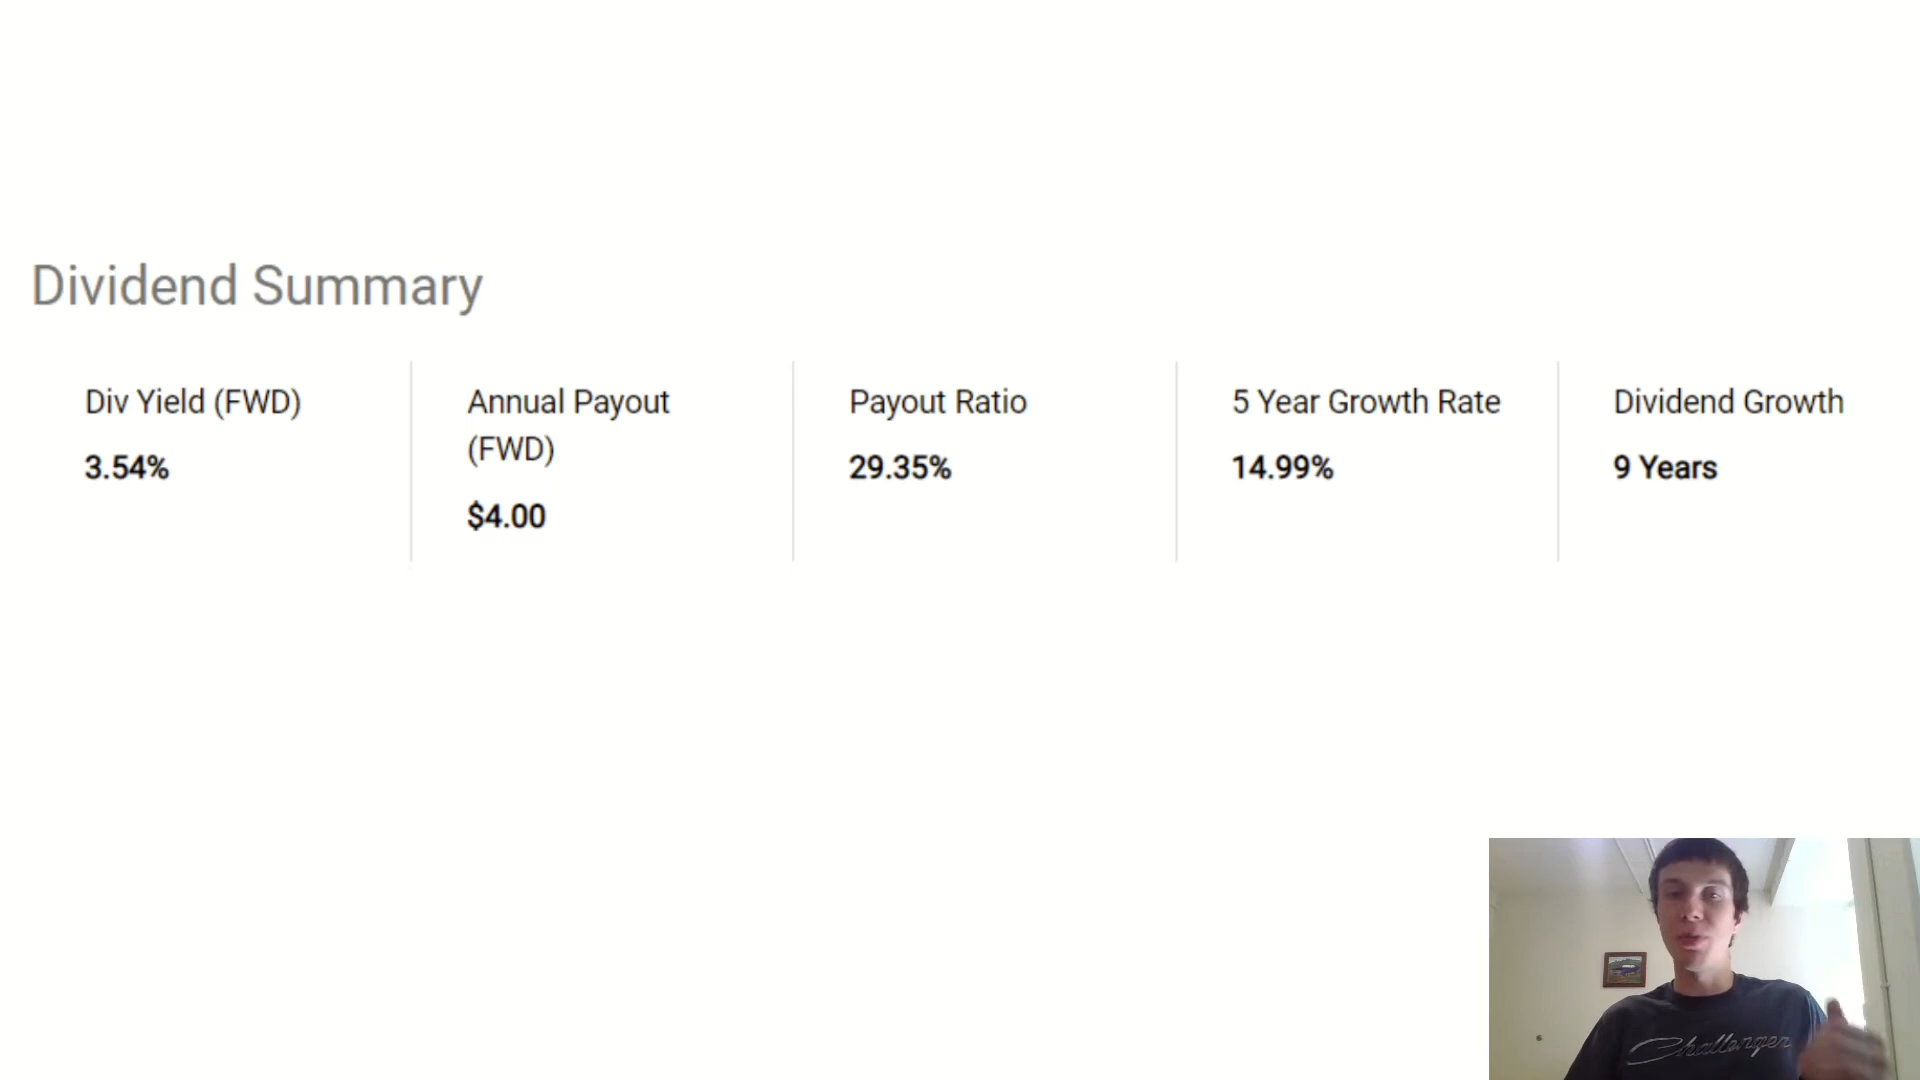 Dividend Summary
Div Yield (FWD)
3.54%
Annual Payout
(FWD)
$4.00
Payout Ratio
29.35%
5 Year Growth Rate
14.99%
Dividend Growth
9 Years
Challenger